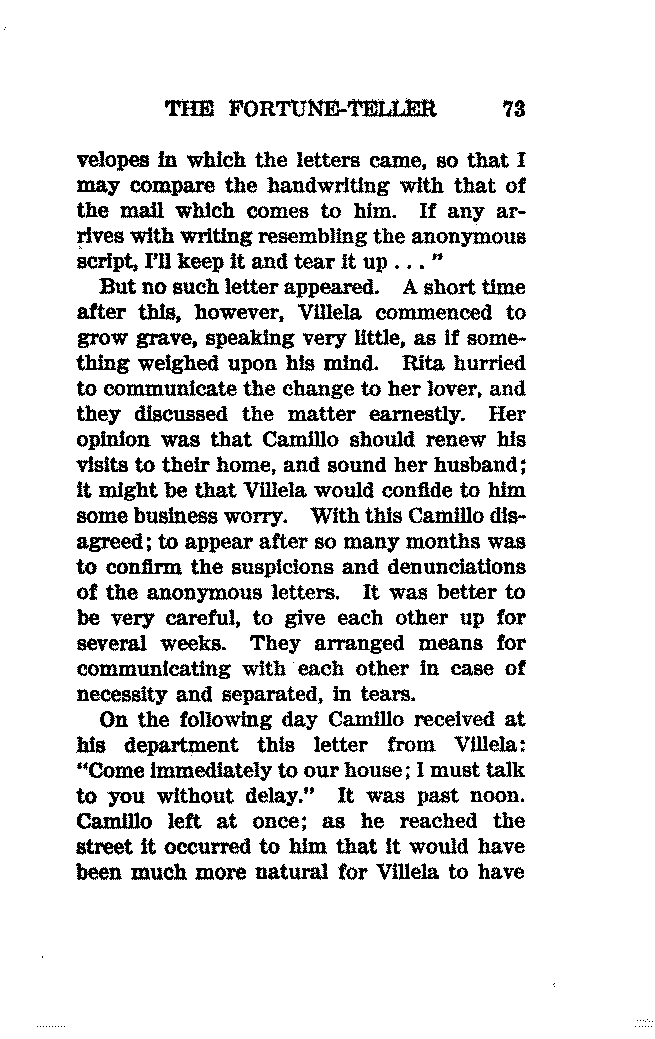 THE FORTUNE-TELLER 73
velopes in which the letters came, so that I
may compare the handwriting with that of
the mail which comes to him. If any ar-
rives with writing resembling the anonymous
script, I'll keep it and tear it up . . . "
But no such letter appeared. A short time
after this, however, Villela commenced to
grow grave, speaking very little, as if some-
thing weighed upon his mind. Rita hurried
to communicate the change to her lover, and
they discussed the matter earnestly. Her
opinion was that Camillo should renew his
visits to their home, and sound her husband;
it might be that Villela would confide to him
some business worry. With this Camillo dis-
agreed; to appear after so many months was
to confirm the suspicions and denunciations
of the anonymous letters. It was better to
be very careful, to give each other up for
several weeks. They arranged means for
communicating with each other in case of
necessity and separated, in tears.
On the following day Camillo received at
his department this letter from Villela:
"Come immediately to our house; I must talk
to you without delay." It was past noon.
Camillo left at once; as he reached the
street it occurred to him that it would have
been much more natural for Villela to have